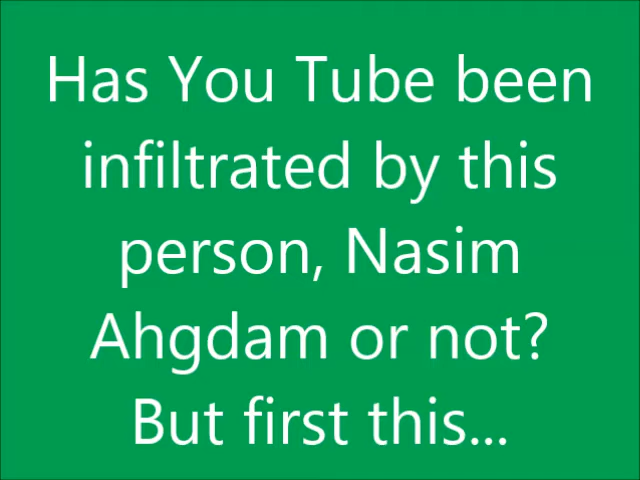 Has You Tube been
infiltrated by this
person, Nasim
Ahgdam or not?
But first this...